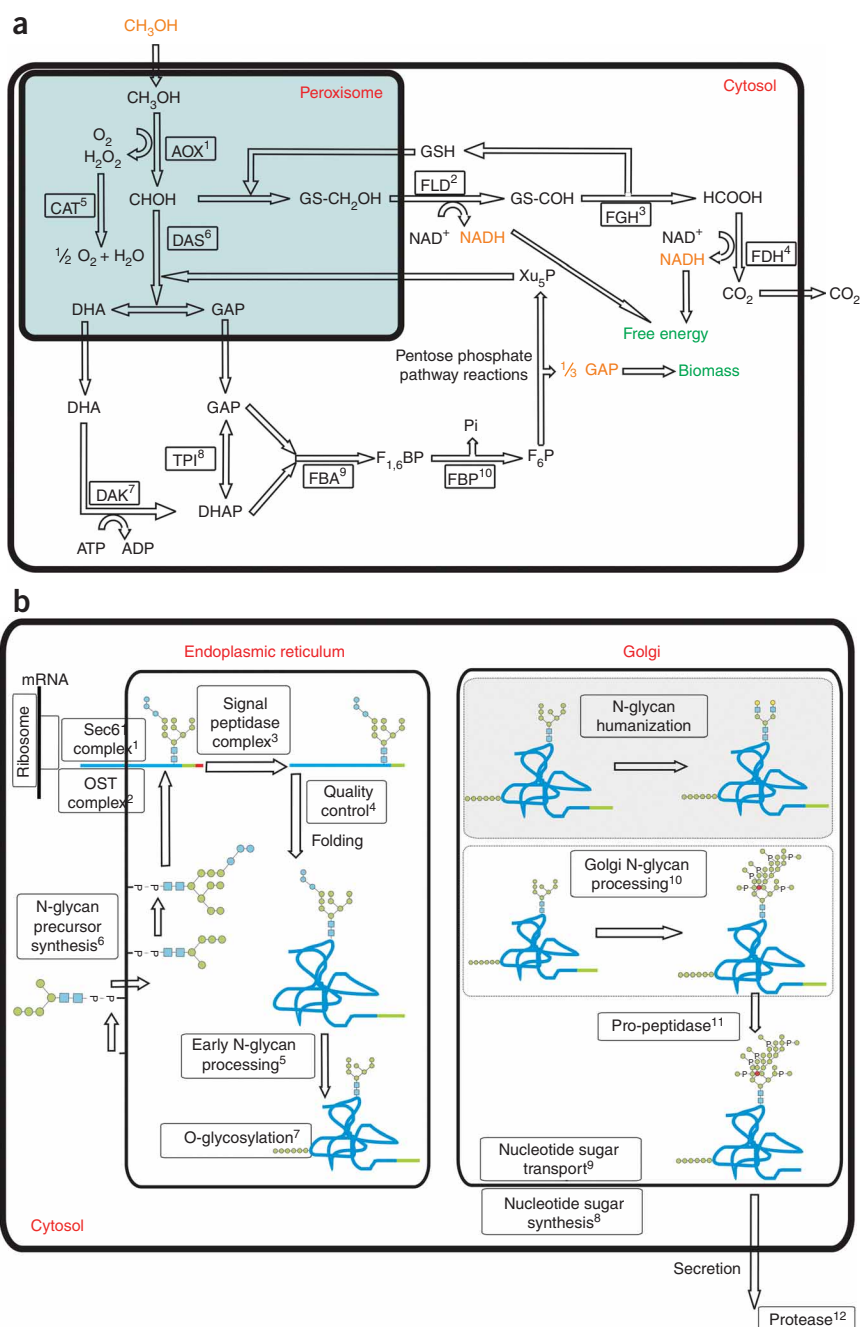 a
CH₃OH
Peroxisome
Cytosol
CH₃OH
O₂
H₂O₂
AOX¹
GSH
CAT⁵
CHOH
GS-CH₂OH
FLD²
GS-COH
FGH³
HCOOH
DAS⁶
½ O₂ + H₂O
NAD⁺ NADH
NAD⁺
NADH
FDH⁴
Xu₅P
CO₂
CO₂
DHA
GAP
Free energy
Pentose phosphate
pathway reactions
⅓ GAP
Biomass
DHA
GAP
Pi
TPI⁸
F₁,₆BP
F₆P
FBA⁹
FBP¹⁰
DAK⁷
DHAP
ATP
ADP
b
Endoplasmic reticulum
Golgi
mRNA
Ribosome
Sec61
complex¹
OST
complex²
Signal
peptidase
complex³
Quality
control⁴
Folding
N-glycan
humanization
N-glycan
precursor
synthesis⁶
P-P
P-P
P-P
Golgi N-glycan
processing¹⁰
P
P
P
P
P
Pro-peptidase¹¹
P
P
P
P
P
Early N-glycan
processing⁵
O-glycosylation⁷
Nucleotide sugar
transport⁹
Nucleotide sugar
synthesis⁸
Cytosol
Secretion
Protease¹²